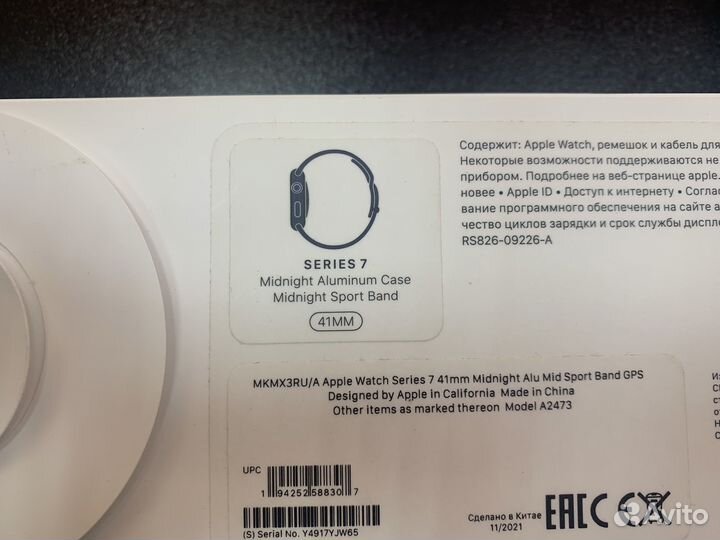 Содержит: Apple Watch, ремешок и кабель для
Некоторые возможности поддерживаются не
прибором. Подробнее на веб-странице apple.
новее • Apple ID • Доступ к интернету • Соглас
вание программного обеспечения на сайте a
чество циклов зарядки и срок службы диспле
RS826-09226-A
SERIES 7
Midnight Aluminum Case
Midnight Sport Band
41MM
MKMX3RU/A Apple Watch Series 7 41mm Midnight Alu Mid Sport Band GPS
Designed by Apple in California Made in China
Other items as marked thereon Model A2473
UPC
1 94252 58830 7
(S) Serial No. Y4917YJW65
Сделано в Китае
11/2021
EAC
Avito